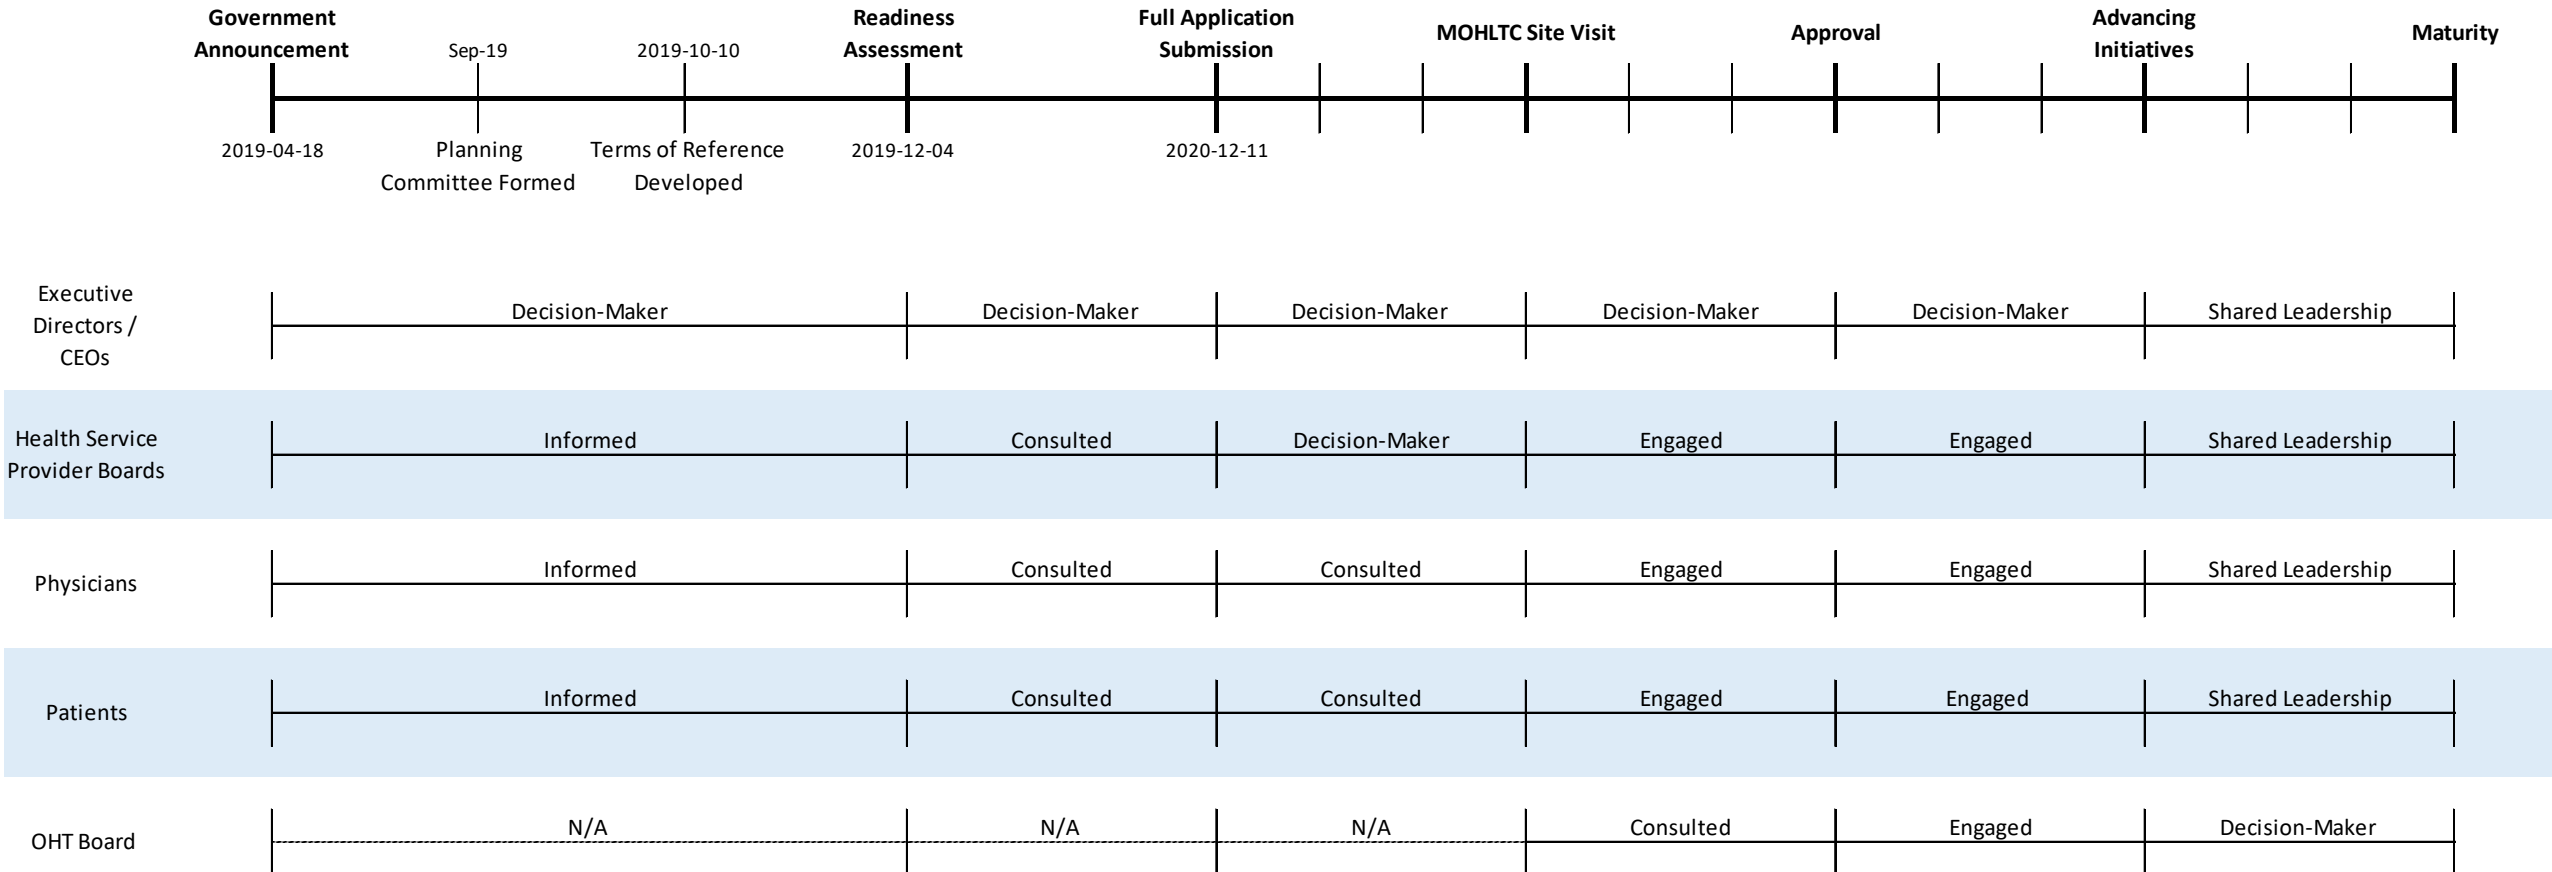 Government
Announcement
Sep-19
2019-10-10
Readiness
Assessment
Full Application
Submission
MOHLTC Site Visit
Approval
Advancing
Initiatives
Maturity
2019-04-18
Planning
Committee Formed
Terms of Reference
Developed
2019-12-04
2020-12-11
Executive
Directors /
CEOs
Decision-Maker
Decision-Maker
Decision-Maker
Decision-Maker
Decision-Maker
Shared Leadership
Health Service
Provider Boards
Informed
Consulted
Decision-Maker
Engaged
Engaged
Shared Leadership
Physicians
Informed
Consulted
Consulted
Engaged
Engaged
Shared Leadership
Patients
Informed
Consulted
Consulted
Engaged
Engaged
Shared Leadership
OHT Board
N/A
N/A
N/A
Consulted
Engaged
Decision-Maker